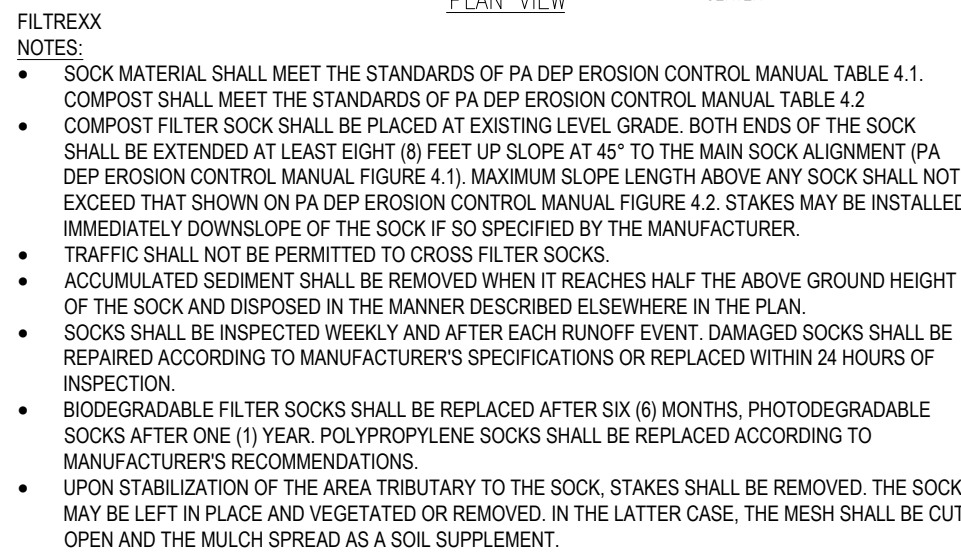 PLAN VIEW
FILTREXX
NOTES:
• SOCK MATERIAL SHALL MEET THE STANDARDS OF PA DEP EROSION CONTROL MANUAL TABLE 4.1.
COMPOST SHALL MEET THE STANDARDS OF PA DEP EROSION CONTROL MANUAL TABLE 4.2
• COMPOST FILTER SOCK SHALL BE PLACED AT EXISTING LEVEL GRADE. BOTH ENDS OF THE SOCK
SHALL BE EXTENDED AT LEAST EIGHT (8) FEET UP SLOPE AT 45° TO THE MAIN SOCK ALIGNMENT (PA
DEP EROSION CONTROL MANUAL FIGURE 4.1). MAXIMUM SLOPE LENGTH ABOVE ANY SOCK SHALL NOT
EXCEED THAT SHOWN ON PA DEP EROSION CONTROL MANUAL FIGURE 4.2. STAKES MAY BE INSTALLED
IMMEDIATELY DOWNSLOPE OF THE SOCK IF SO SPECIFIED BY THE MANUFACTURER.
• TRAFFIC SHALL NOT BE PERMITTED TO CROSS FILTER SOCKS.
• ACCUMULATED SEDIMENT SHALL BE REMOVED WHEN IT REACHES HALF THE ABOVE GROUND HEIGHT
OF THE SOCK AND DISPOSED IN THE MANNER DESCRIBED ELSEWHERE IN THE PLAN.
• SOCKS SHALL BE INSPECTED WEEKLY AND AFTER EACH RUNOFF EVENT. DAMAGED SOCKS SHALL BE
REPAIRED ACCORDING TO MANUFACTURER'S SPECIFICATIONS OR REPLACED WITHIN 24 HOURS OF
INSPECTION.
• BIODEGRADABLE FILTER SOCKS SHALL BE REPLACED AFTER SIX (6) MONTHS, PHOTODEGRADABLE
SOCKS AFTER ONE (1) YEAR. POLYPROPYLENE SOCKS SHALL BE REPLACED ACCORDING TO
MANUFACTURER'S RECOMMENDATIONS.
• UPON STABILIZATION OF THE AREA TRIBUTARY TO THE SOCK, STAKES SHALL BE REMOVED. THE SOCK
MAY BE LEFT IN PLACE AND VEGETATED OR REMOVED. IN THE LATTER CASE, THE MESH SHALL BE CUT
OPEN AND THE MULCH SPREAD AS A SOIL SUPPLEMENT.